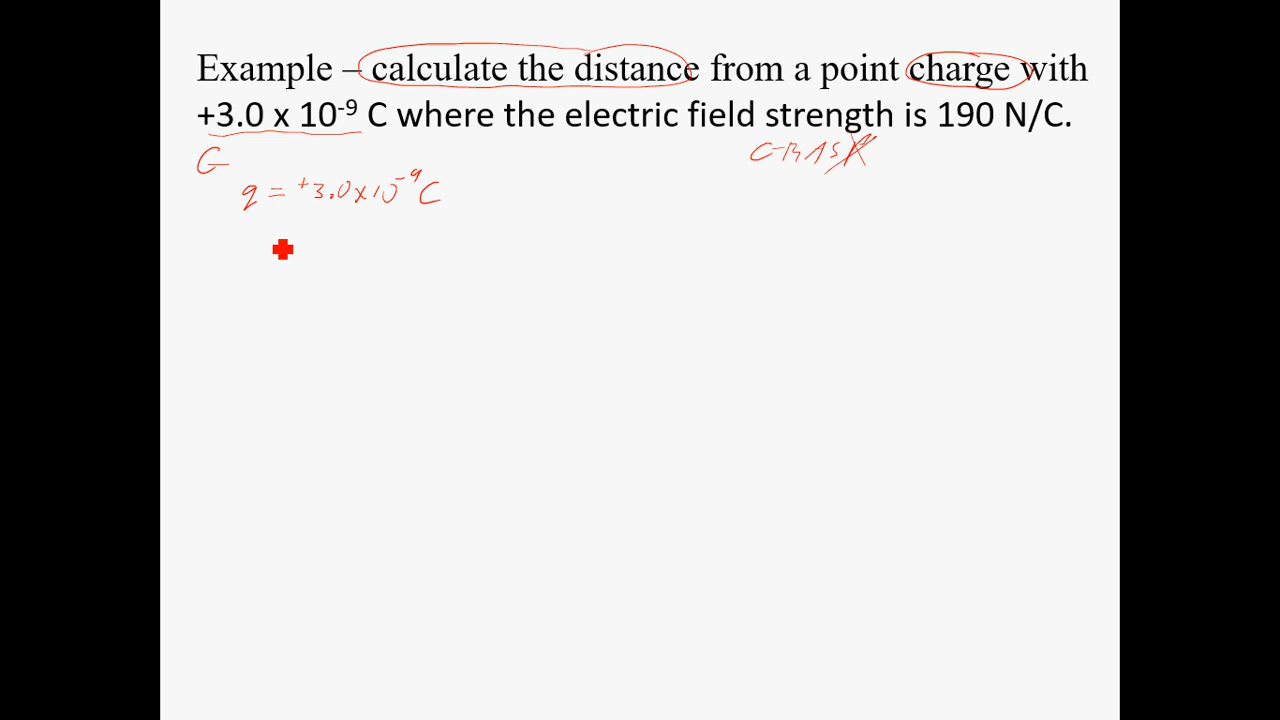 Example – calculate the distance from a point charge with
+3.0 x 10⁻⁹ C where the electric field strength is 190 N/C.
G
q = +3.0x10⁻⁹ C